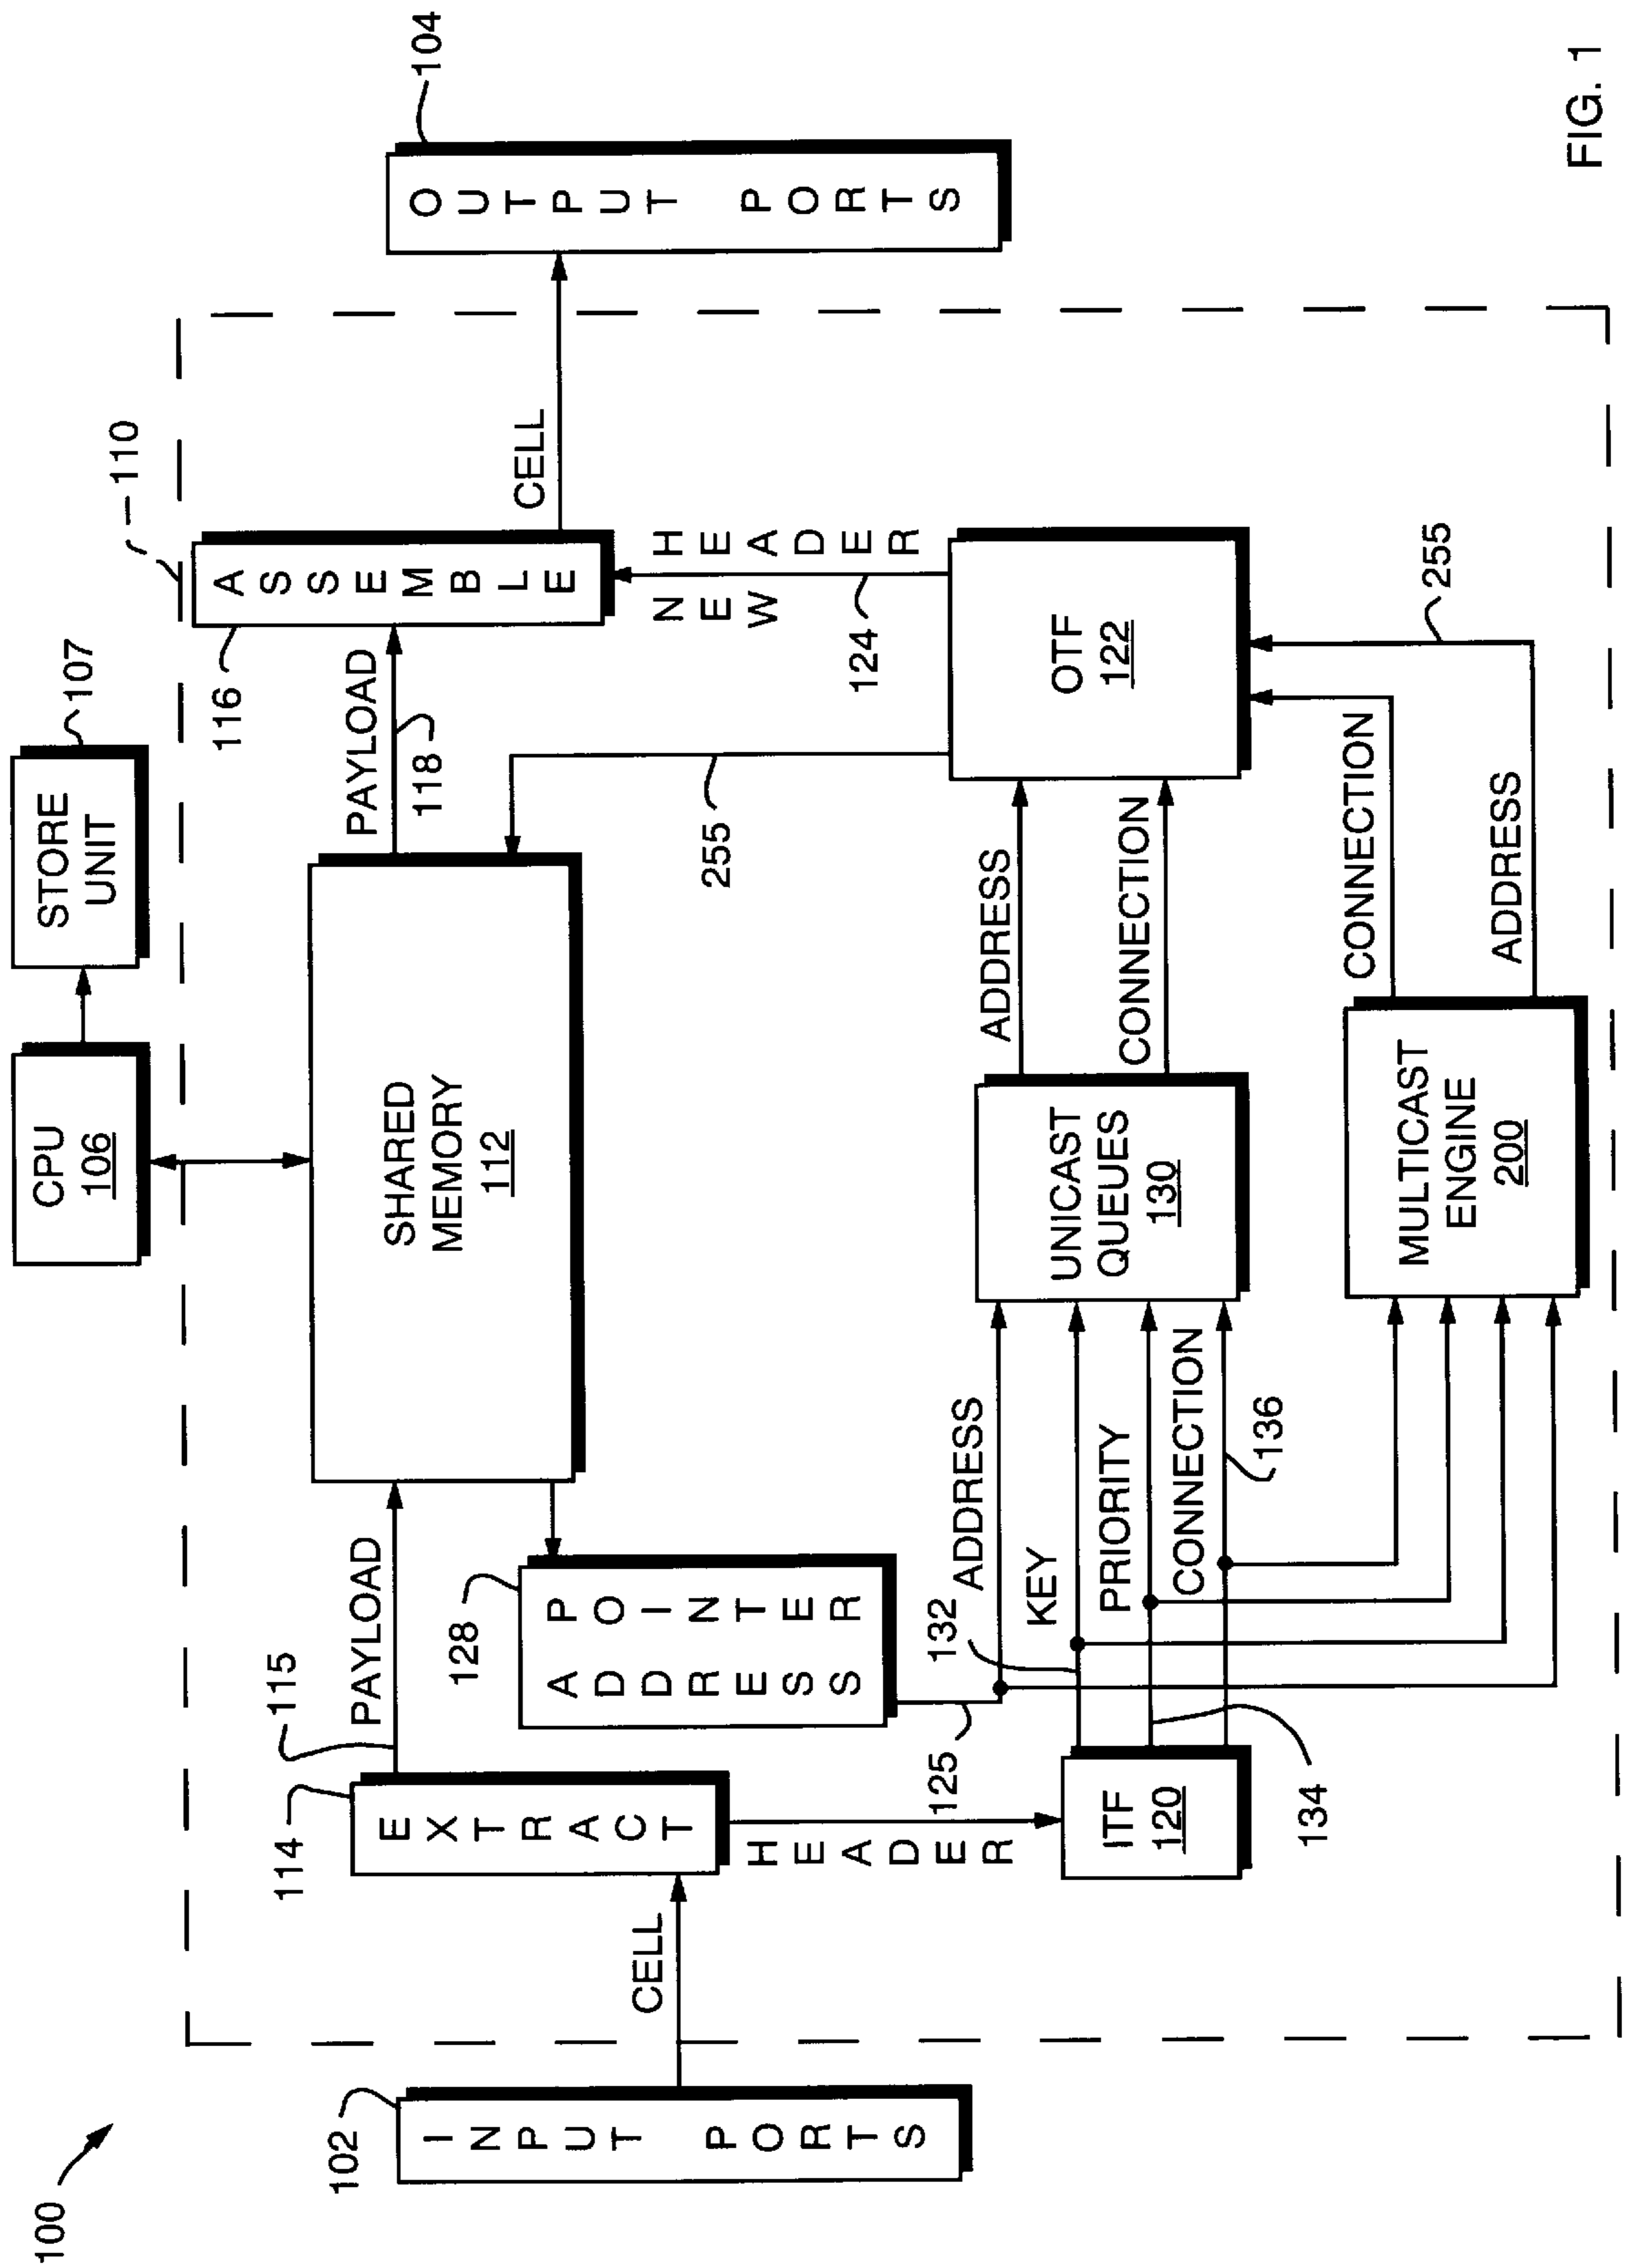 100
CPU
106
STORE
UNIT
107
110
102
INPUT PORTS
CELL
114
EXTRACT
115
PAYLOAD
HEADER
SHARED
MEMORY
112
128
ADDRESS
POINTER
125
PAYLOAD
118
116
ASSEMBLE
CELL
104
OUTPUT PORTS
NEW
HEADER
124
255
ITF
120
132
134
136
ADDRESS
KEY
PRIORITY
CONNECTION
UNICAST
QUEUES
130
ADDRESS
CONNECTION
OTF
122
MULTICAST
ENGINE
200
CONNECTION
ADDRESS
255
FIG. 1